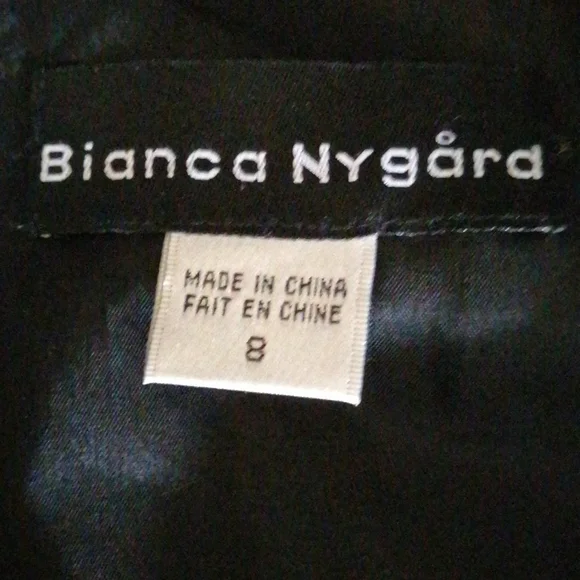 Bianca Nygård
MADE IN CHINA
FAIT EN CHINE
8